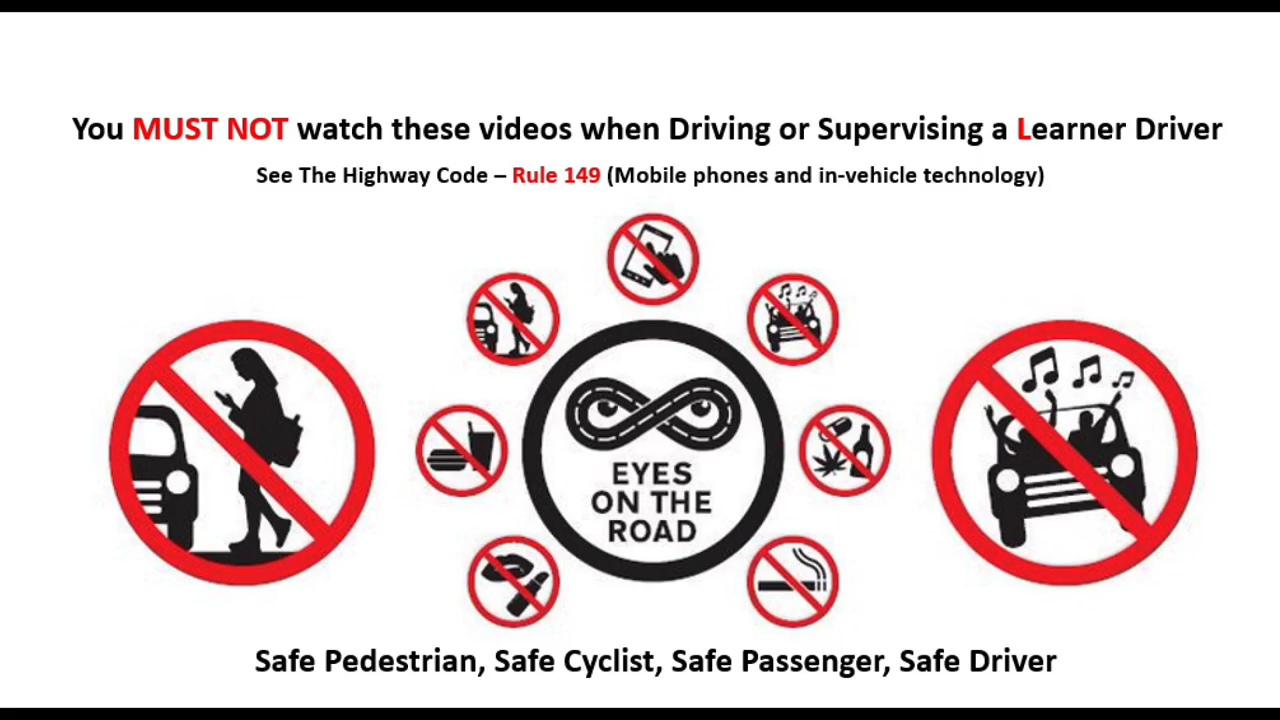 You MUST NOT watch these videos when Driving or Supervising a Learner Driver
See The Highway Code – Rule 149 (Mobile phones and in-vehicle technology)
EYES
ON THE
ROAD
Safe Pedestrian, Safe Cyclist, Safe Passenger, Safe Driver